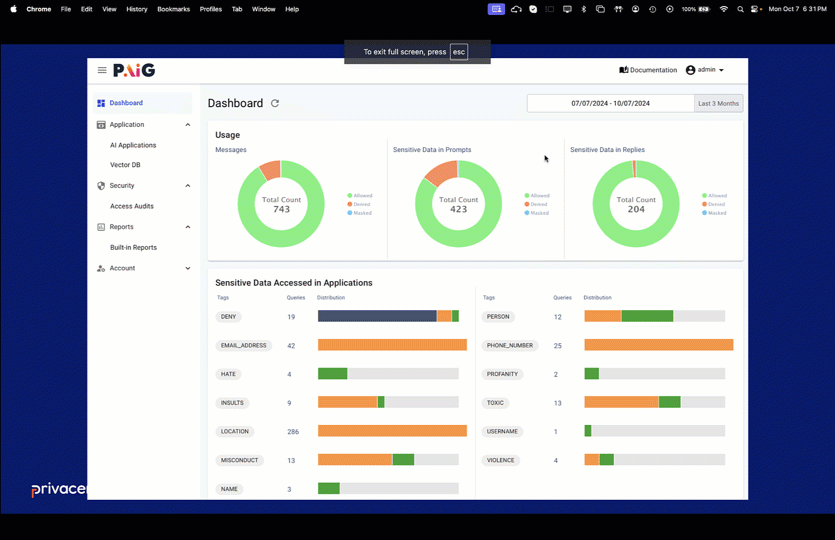 Chrome File Edit View History Bookmarks Profiles Tab Window Help 100% Mon Oct 7 6 31 PM
To exit full screen, press esc
PAiG Documentation admin
Dashboard
Application
AI Applications
Vector DB
Security
Access Audits
Reports
Built-in Reports
Account
Dashboard 07/07/2024 - 10/07/2024 Last 3 Months
Usage
Messages Sensitive Data in Prompts Sensitive Data in Replies
Total Count 743 Allowed Denied Masked
Total Count 423 Allowed Denied Masked
Total Count 204 Allowed Denied Masked
Sensitive Data Accessed in Applications
Tags Queries Distribution Tags Queries Distribution
DENY 19 PERSON 12
EMAIL_ADDRESS 42 PHONE_NUMBER 25
HATE 4 PROFANITY 2
INSULTS 9 TOXIC 13
LOCATION 286 USERNAME 1
MISCONDUCT 13 VIOLENCE 4
NAME 3
privace